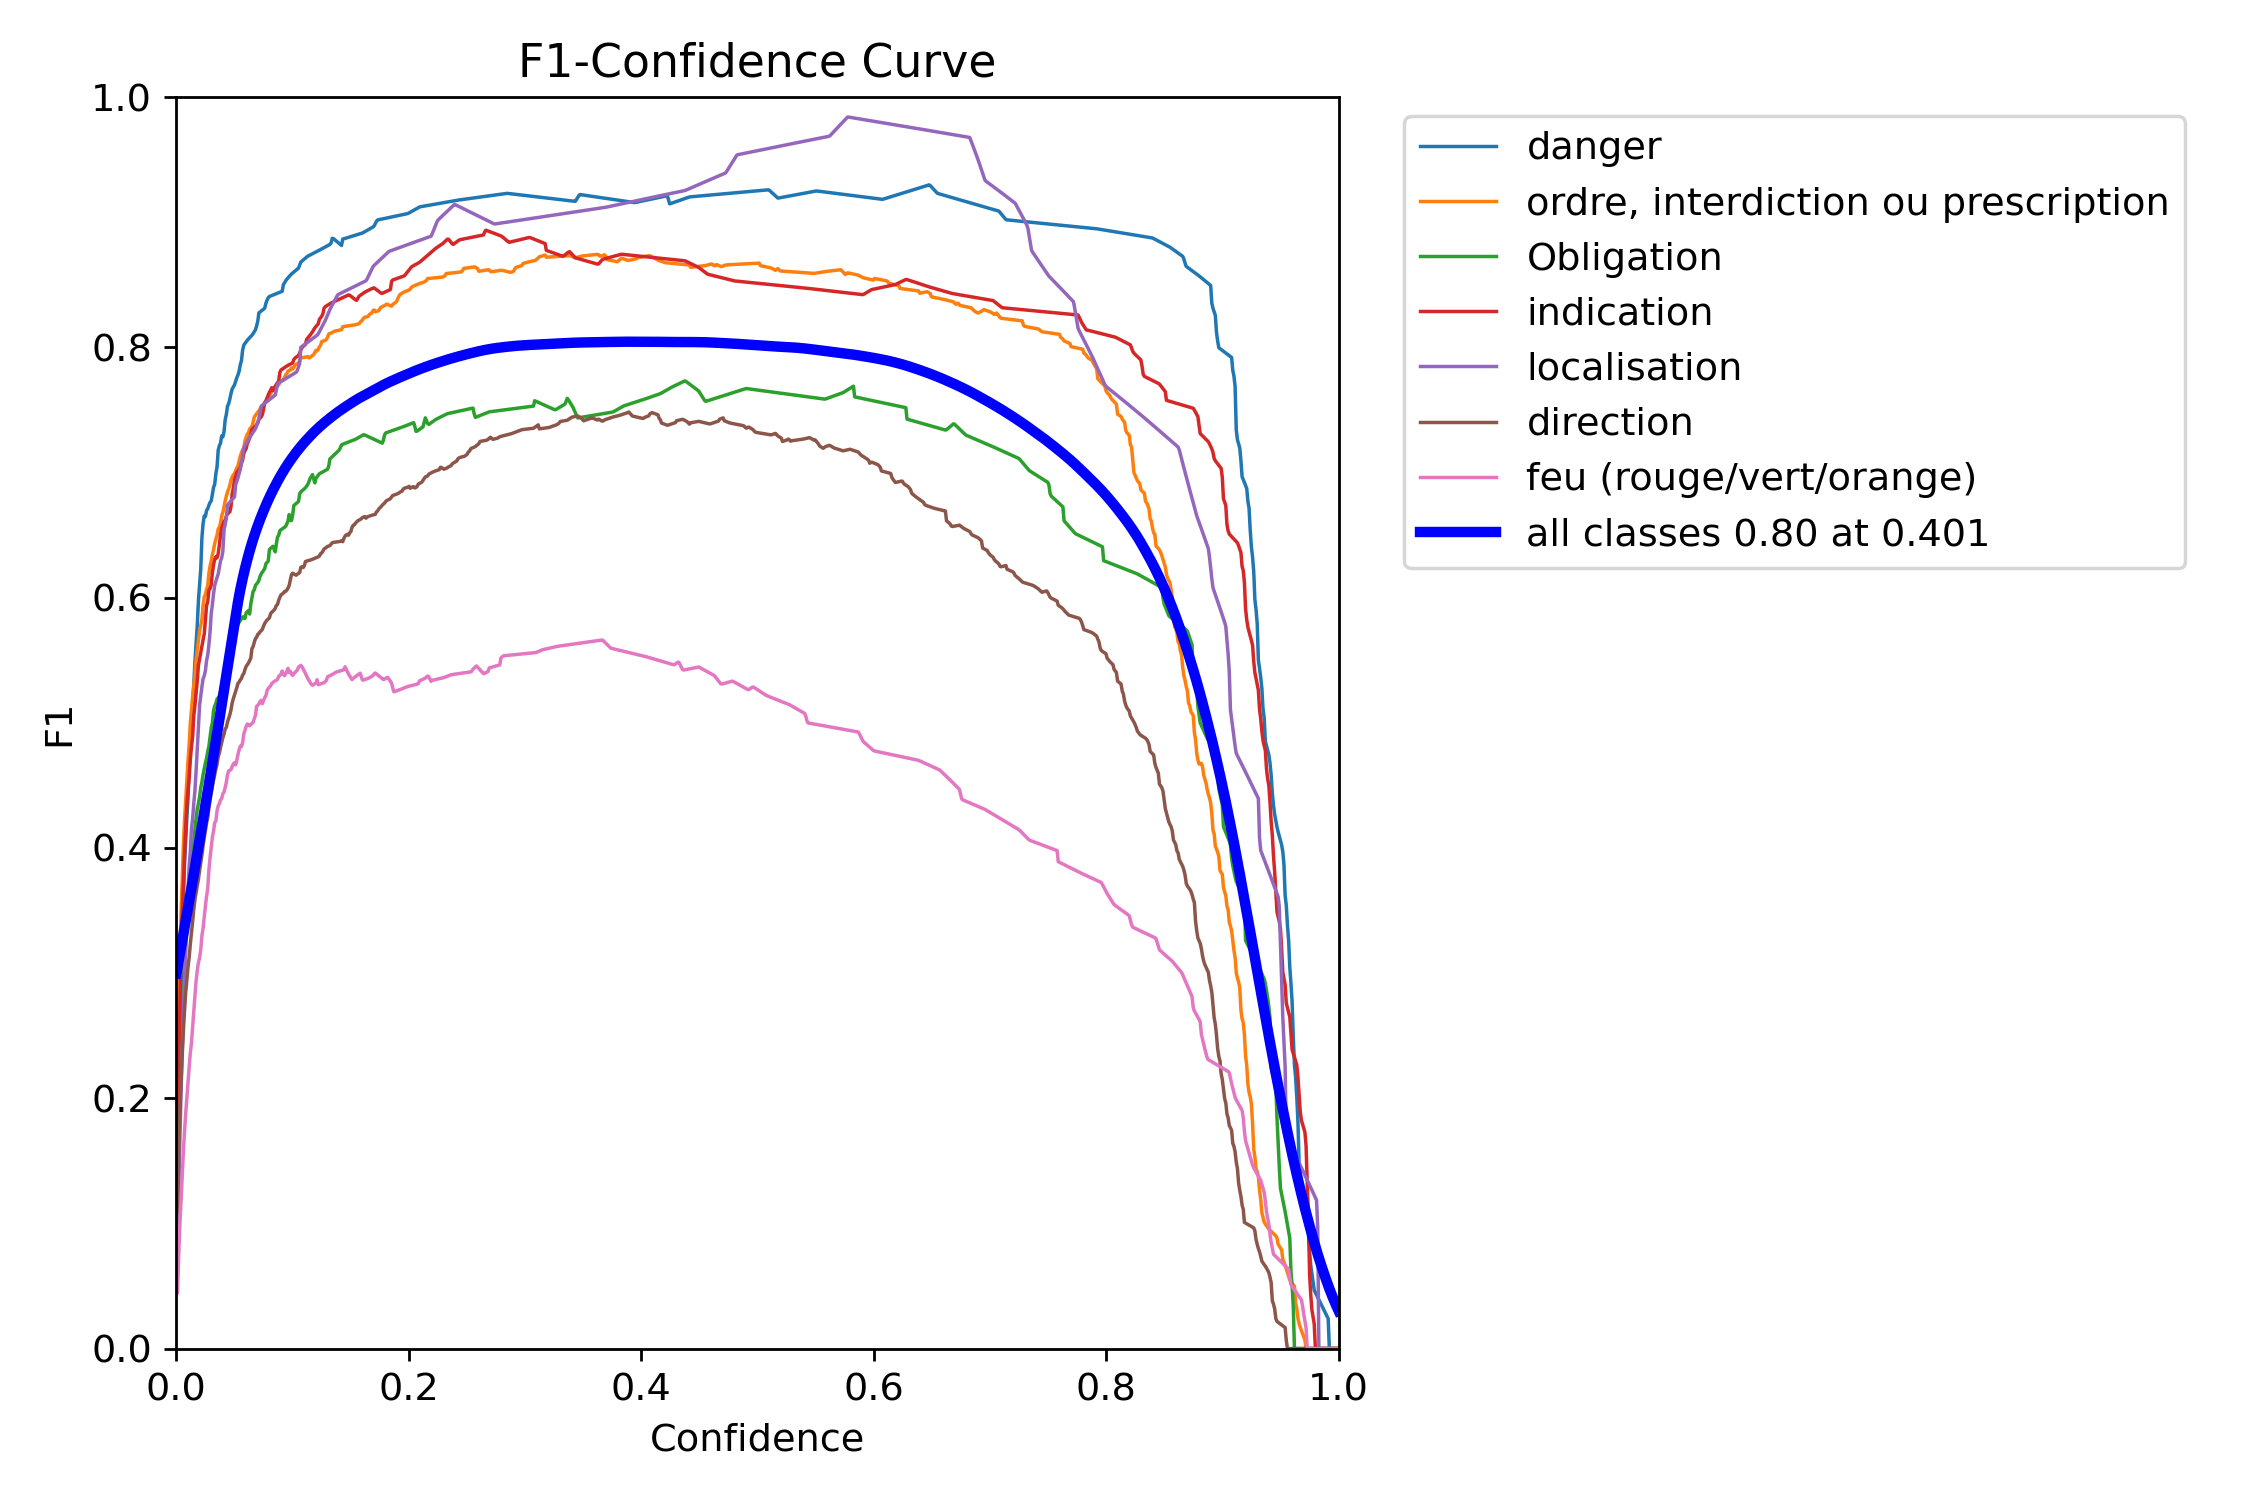 F1-Confidence Curve
1.0
0.8
0.6
0.4
0.2
0.0
F1
0.0 0.2 0.4 0.6 0.8 1.0
Confidence
danger
ordre, interdiction ou prescription
Obligation
indication
localisation
direction
feu (rouge/vert/orange)
all classes 0.80 at 0.401